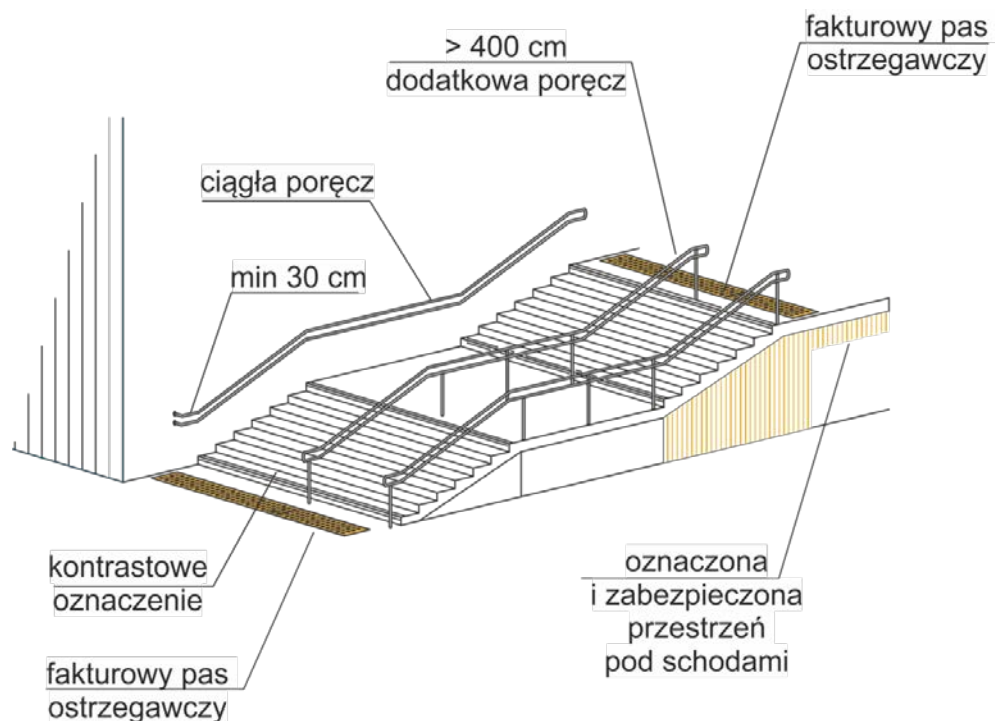 fakturowy pas
ostrzegawczy
> 400 cm
dodatkowa poręcz
ciągła poręcz
min 30 cm
kontrastowe
oznaczenie
oznaczona
i zabezpieczona
przestrzeń
pod schodami
fakturowy pas
ostrzegawczy